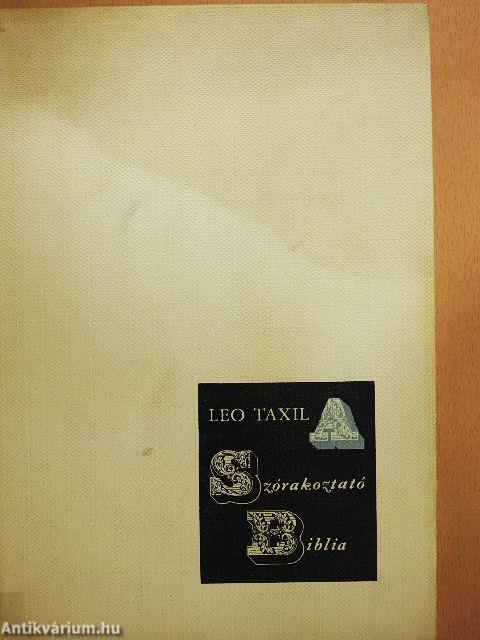 LEO TAXIL A
Szórakoztató
Biblia
Antikvárium.hu